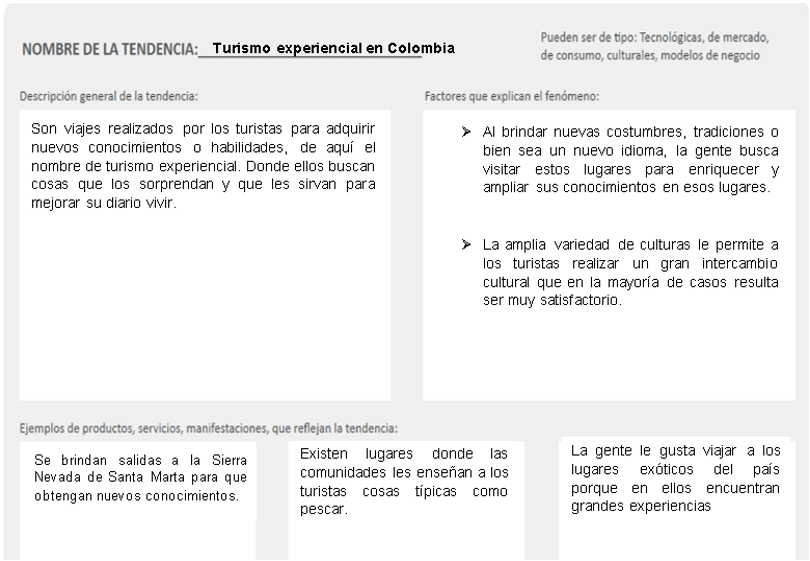 NOMBRE DE LA TENDENCIA: Turismo experiencial en Colombia
Pueden ser de tipo: Tecnológicas, de mercado,
de consumo, culturales, modelos de negocio
Descripción general de la tendencia:
Son viajes realizados por los turistas para adquirir
nuevos conocimientos o habilidades, de aquí el
nombre de turismo experiencial. Donde ellos buscan
cosas que los sorprendan y que les sirvan para
mejorar su diario vivir.
Factores que explican el fenómeno:
➤ Al brindar nuevas costumbres, tradiciones o
bien sea un nuevo idioma, la gente busca
visitar estos lugares para enriquecer y
ampliar sus conocimientos en esos lugares.
➤ La amplia variedad de culturas le permite a
los turistas realizar un gran intercambio
cultural que en la mayoría de casos resulta
ser muy satisfactorio.
Ejemplos de productos, servicios, manifestaciones, que reflejan la tendencia:
Se brindan salidas a la Sierra
Nevada de Santa Marta para que
obtengan nuevos conocimientos.
Existen lugares donde las
comunidades les enseñan a los
turistas cosas típicas como
pescar.
La gente le gusta viajar a los
lugares exóticos del país
porque en ellos encuentran
grandes experiencias